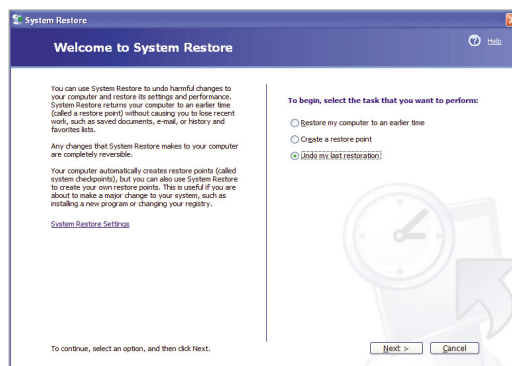 System Restore
Welcome to System Restore
Help
You can use System Restore to undo harmful changes to
your computer and restore its settings and performance.
System Restore returns your computer to an earlier time
(called a restore point) without causing you to lose recent
work, such as saved documents, e-mail, or history and
favorites lists.
Any changes that System Restore makes to your computer
are completely reversible.
Your computer automatically creates restore points (called
system checkpoints), but you can also use System Restore
to create your own restore points. This is useful if you are
about to make a major change to your system, such as
installing a new program or changing your registry.
System Restore Settings
To begin, select the task that you want to perform:
Restore my computer to an earlier time
Create a restore point
Undo my last restoration
To continue, select an option, and then click Next.
Next >
Cancel